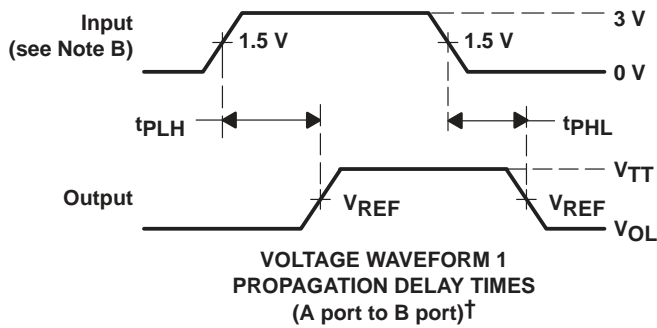 Input
(see Note B)
1.5 V
1.5 V
3 V
0 V
tPLH
tPHL
Output
VREF
VREF
VTT
VOL
VOLTAGE WAVEFORM 1
PROPAGATION DELAY TIMES
(A port to B port)†